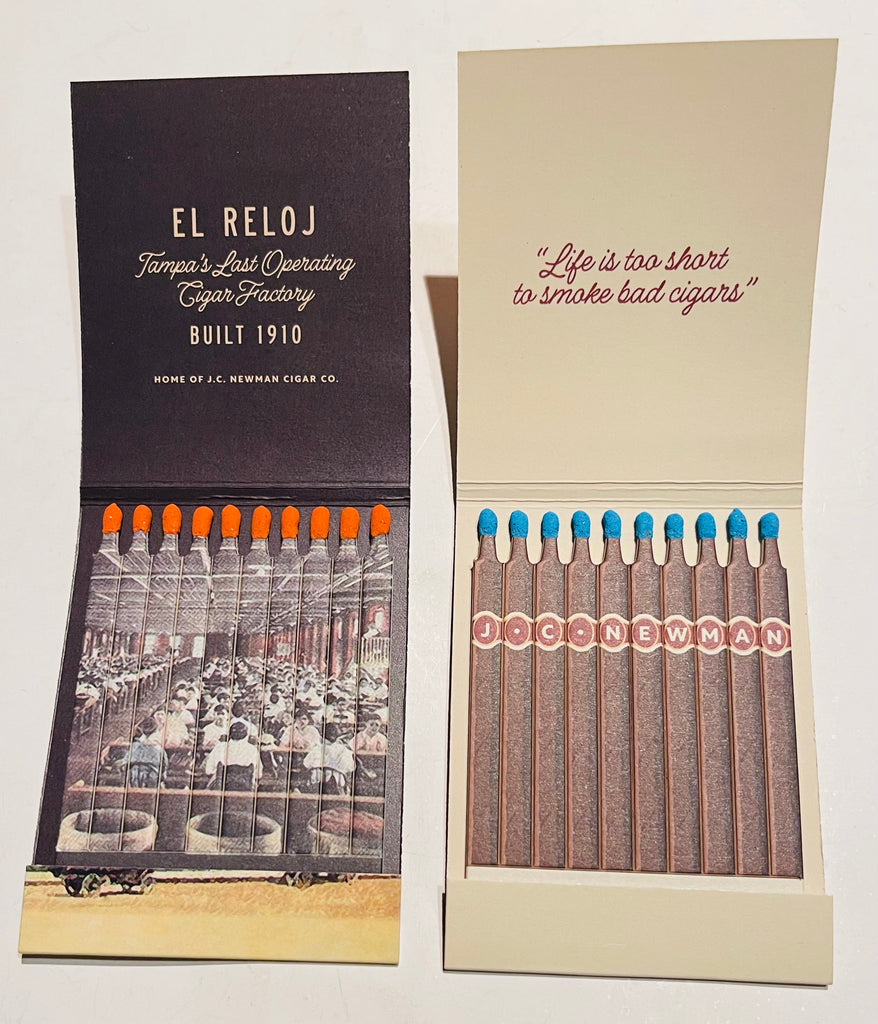 EL RELOJ
Tampa's Last Operating
Cigar Factory
BUILT 1910
HOME OF J.C. NEWMAN CIGAR CO.
"Life is too short
to smoke bad cigars"
J • C • NEWMAN